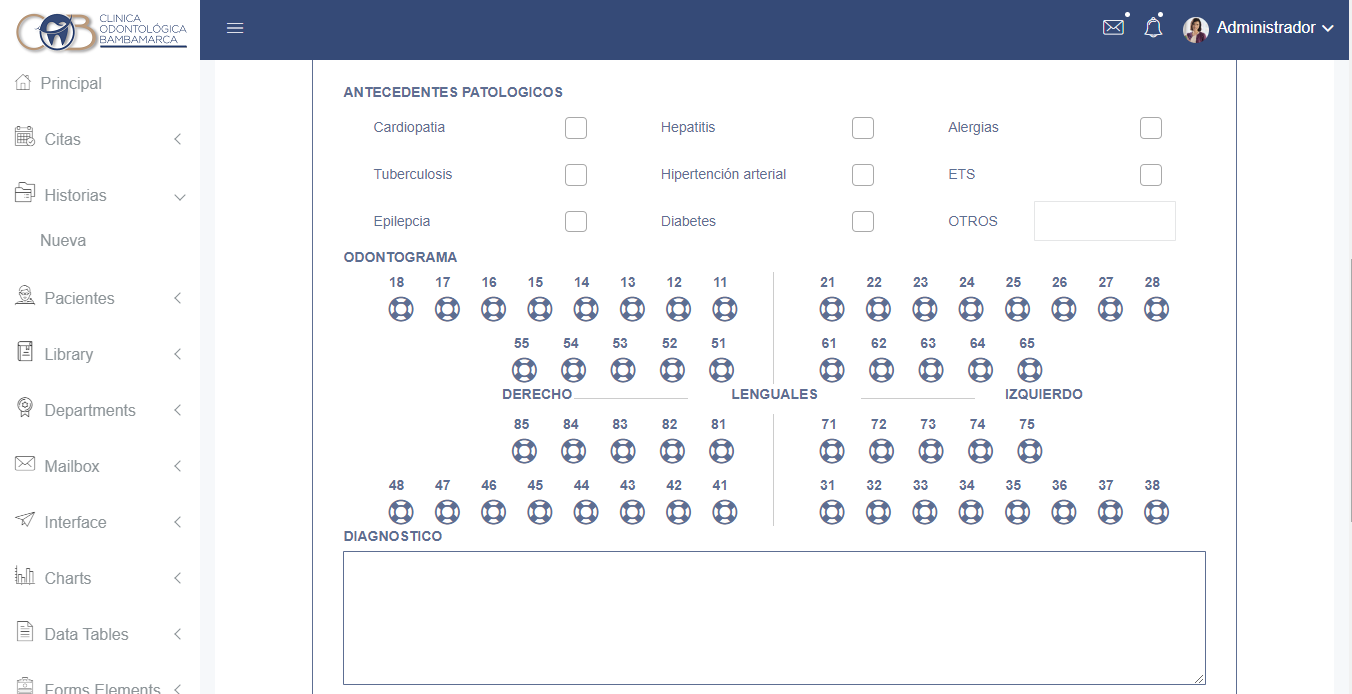 CLINICA
ODONTOLÓGICA
BAMBAMARCA
Administrador
Principal
Citas
Historias
Nueva
Pacientes
Library
Departments
Mailbox
Interface
Charts
Data Tables
Forms Elements
ANTECEDENTES PATOLOGICOS
Cardiopatia Hepatitis Alergias
Tuberculosis Hipertención arterial ETS
Epilepcia Diabetes OTROS
ODONTOGRAMA
18 17 16 15 14 13 12 11 21 22 23 24 25 26 27 28
55 54 53 52 51 61 62 63 64 65
DERECHO LENGUALES IZQUIERDO
85 84 83 82 81 71 72 73 74 75
48 47 46 45 44 43 42 41 31 32 33 34 35 36 37 38
DIAGNOSTICO